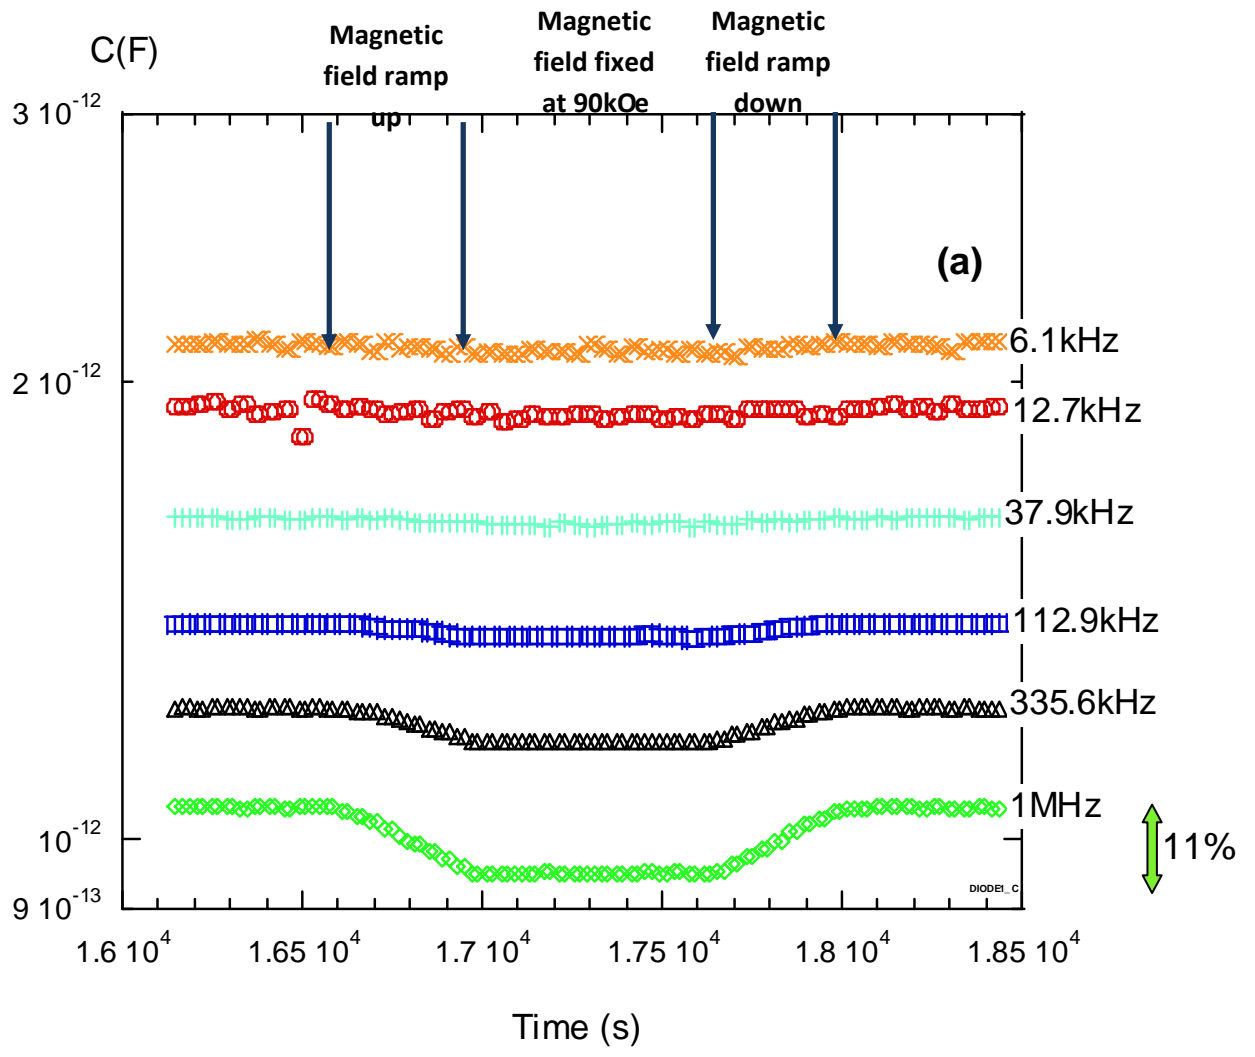 C(F)
Magnetic
field ramp
up
Magnetic
field fixed
at 90kOe
Magnetic
field ramp
down
3 10⁻¹²
(a)
6.1kHz
2 10⁻¹²
12.7kHz
37.9kHz
112.9kHz
335.6kHz
1MHz
10⁻¹²
11%
DIODE1_C
9 10⁻¹³
1.6 10⁴
1.65 10⁴
1.7 10⁴
1.75 10⁴
1.8 10⁴
1.85 10⁴
Time (s)